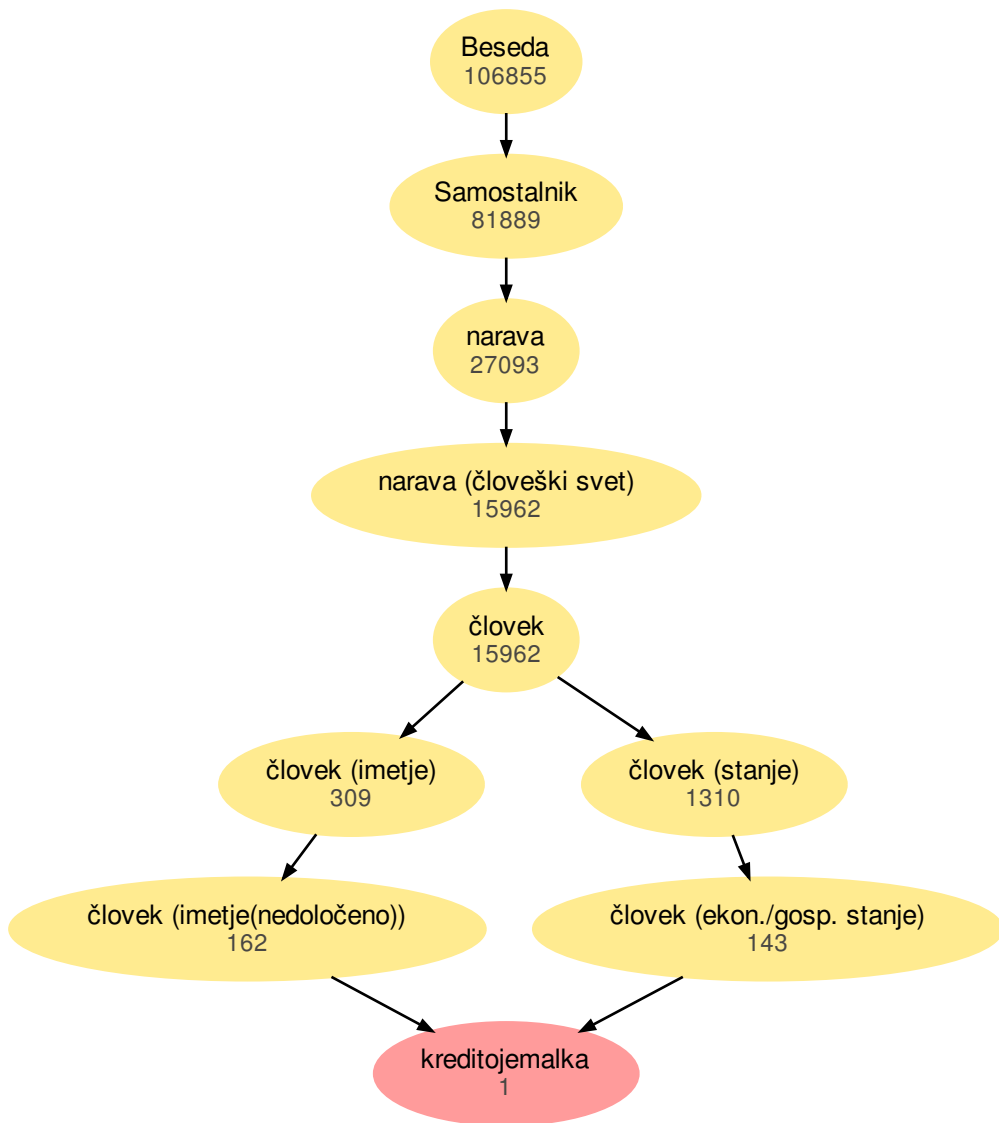 Beseda
106855
Samostalnik
81889
narava
27093
narava (človeški svet)
15962
človek
15962
človek (imetje)
309
človek (stanje)
1310
človek (imetje(nedoločeno))
162
človek (ekon./gosp. stanje)
143
kreditojemalka
1